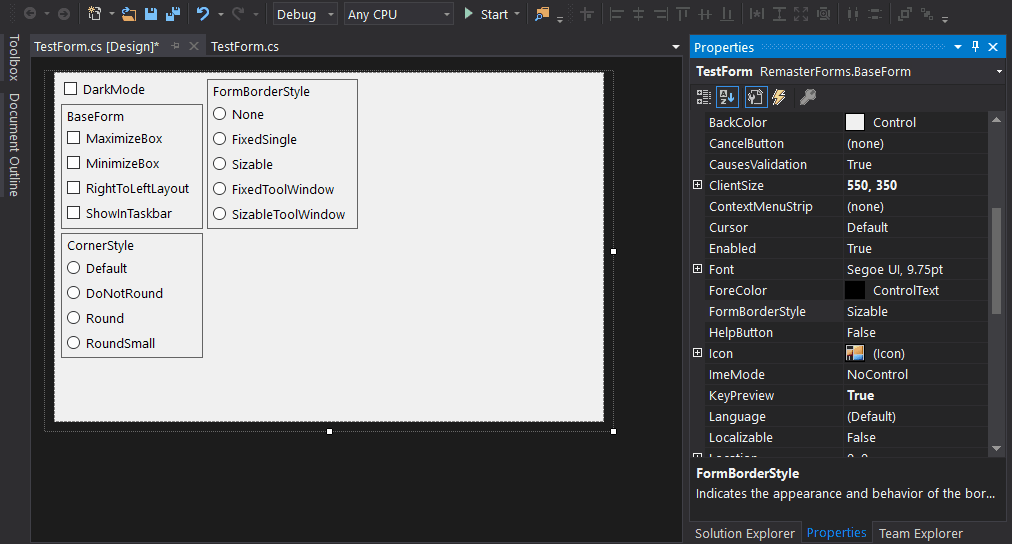 Debug
Any CPU
Start
Toolbox
Document Outline
TestForm.cs [Design]*
TestForm.cs
DarkMode
BaseForm
MaximizeBox
MinimizeBox
RightToLeftLayout
ShowInTaskbar
FormBorderStyle
None
FixedSingle
Sizable
FixedToolWindow
SizableToolWindow
CornerStyle
Default
DoNotRound
Round
RoundSmall
Properties
TestForm RemasterForms.BaseForm
BackColor Control
CancelButton (none)
CausesValidation True
ClientSize 550, 350
ContextMenuStrip (none)
Cursor Default
Enabled True
Font Segoe UI, 9.75pt
ForeColor ControlText
FormBorderStyle Sizable
HelpButton False
Icon (Icon)
ImeMode NoControl
KeyPreview True
Language (Default)
Localizable False
Location 0, 0
FormBorderStyle
Indicates the appearance and behavior of the bor...
Solution Explorer Properties Team Explorer